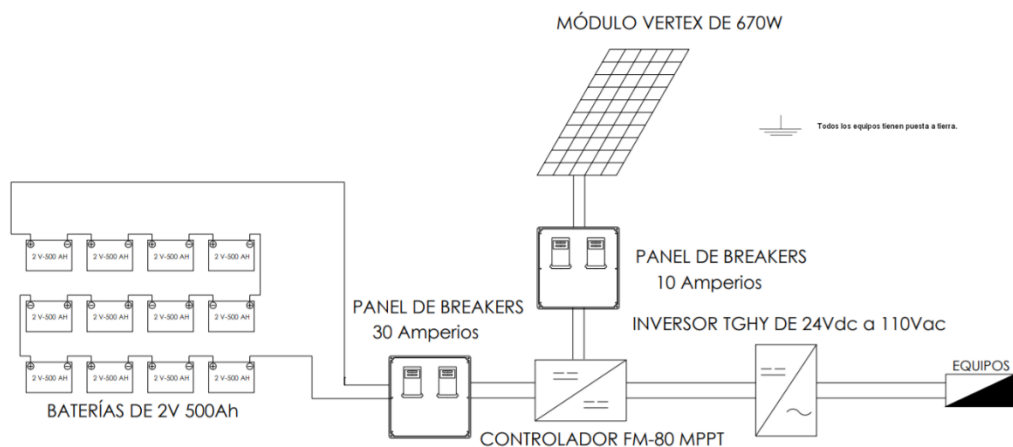 MÓDULO VERTEX DE 670W
Todos los equipos tienen puesta a tierra.
+ - + - + - + -
2 V-500 AH 2 V-500 AH 2 V-500 AH 2 V-500 AH
- + - + - + - +
2 V-500 AH 2 V-500 AH 2 V-500 AH 2 V-500 AH
+ - + - + - + -
2 V-500 AH 2 V-500 AH 2 V-500 AH 2 V-500 AH
BATERÍAS DE 2V 500Ah
PANEL DE BREAKERS
30 Amperios
PANEL DE BREAKERS
10 Amperios
INVERSOR TGHY DE 24Vdc a 110Vac
EQUIPOS
CONTROLADOR FM-80 MPPT